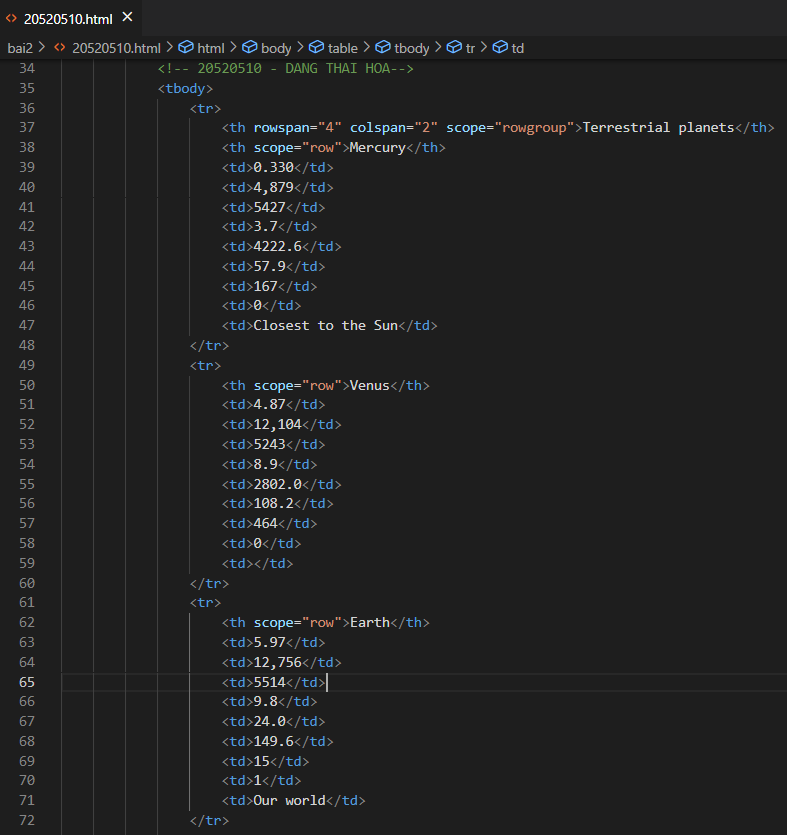 20520510.html
bai2 > 20520510.html > html > body > table > tbody > tr > td
34 <!-- 20520510 - DANG THAI HOA-->
35 <tbody>
36 <tr>
37 <th rowspan="4" colspan="2" scope="rowgroup">Terrestrial planets</th>
38 <th scope="row">Mercury</th>
39 <td>0.330</td>
40 <td>4,879</td>
41 <td>5427</td>
42 <td>3.7</td>
43 <td>4222.6</td>
44 <td>57.9</td>
45 <td>167</td>
46 <td>0</td>
47 <td>Closest to the Sun</td>
48 </tr>
49 <tr>
50 <th scope="row">Venus</th>
51 <td>4.87</td>
52 <td>12,104</td>
53 <td>5243</td>
54 <td>8.9</td>
55 <td>2802.0</td>
56 <td>108.2</td>
57 <td>464</td>
58 <td>0</td>
59 <td></td>
60 </tr>
61 <tr>
62 <th scope="row">Earth</th>
63 <td>5.97</td>
64 <td>12,756</td>
65 <td>5514</td>
66 <td>9.8</td>
67 <td>24.0</td>
68 <td>149.6</td>
69 <td>15</td>
70 <td>1</td>
71 <td>Our world</td>
72 </tr>